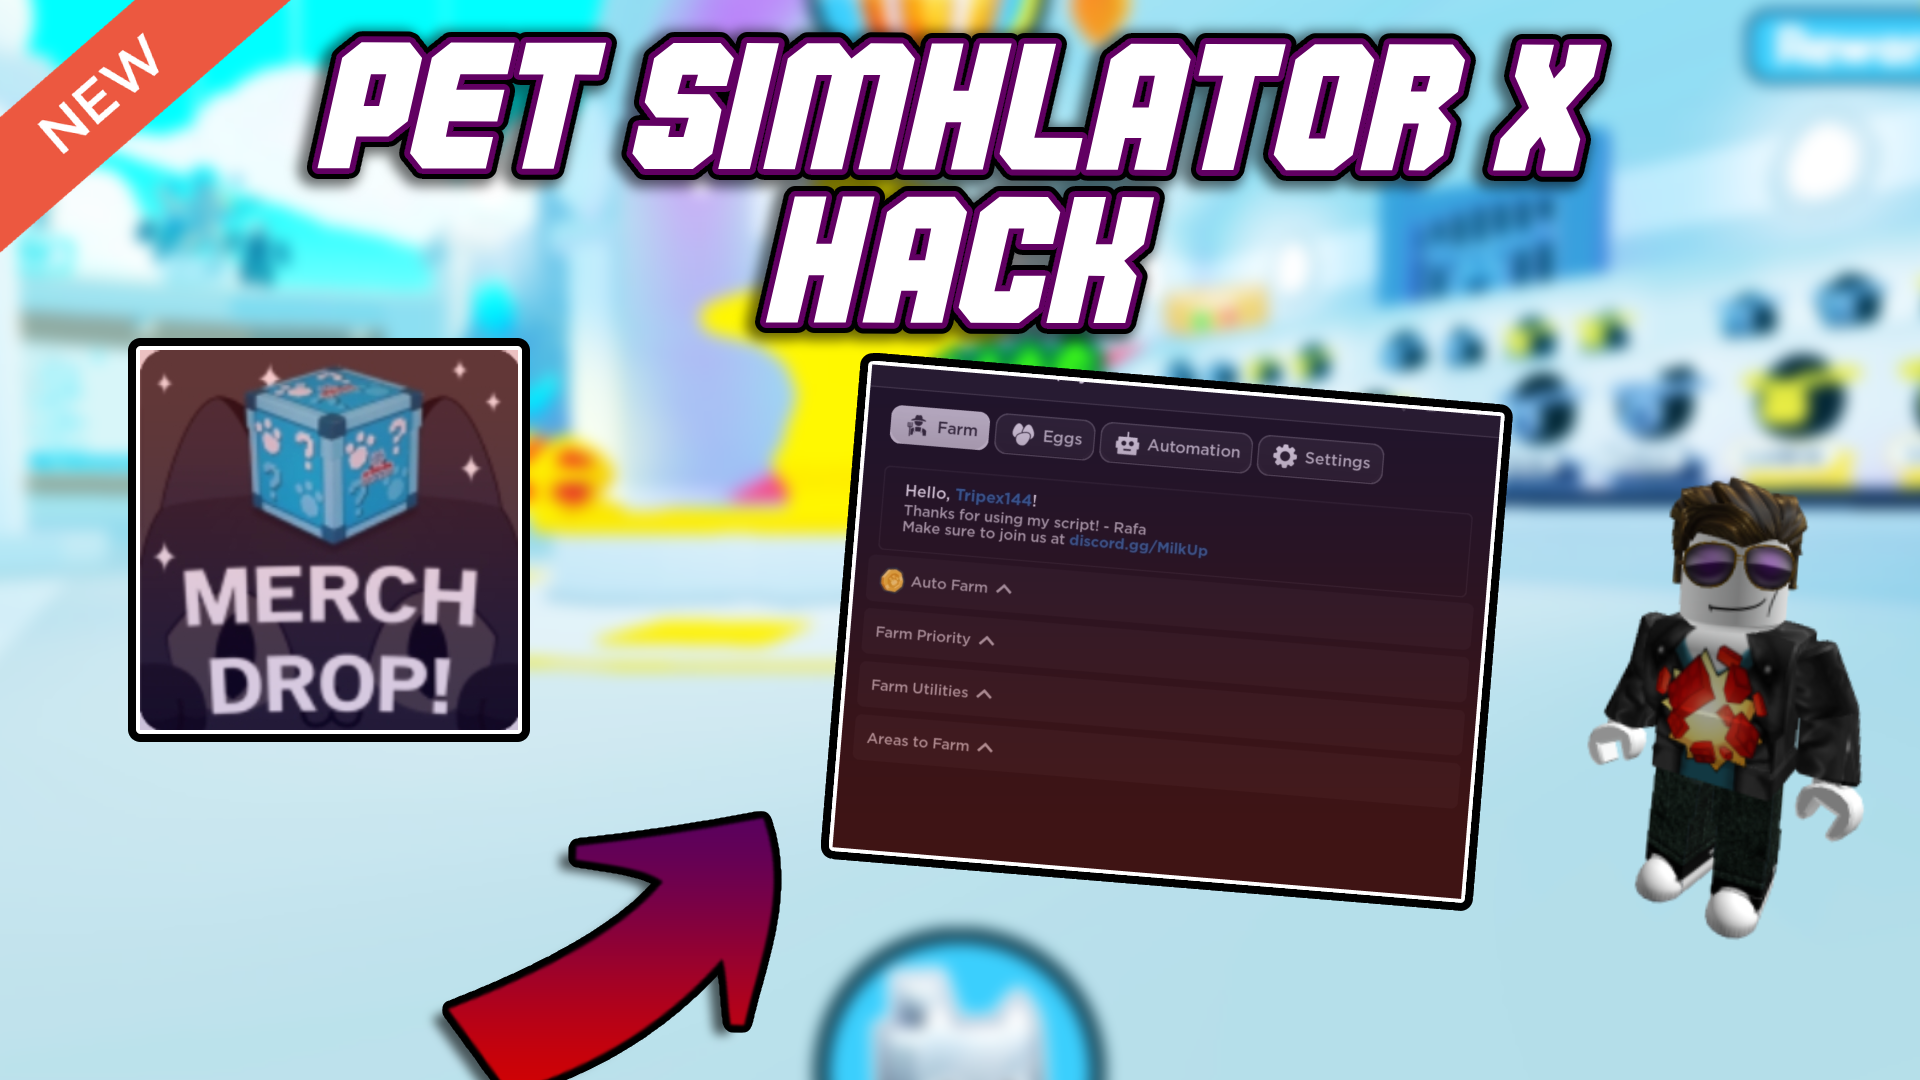 NEW
PET SIMHLATOR X
HACK
MERCH
DROP!
Farm
Eggs
Automation
Settings
Hello, Tripex144!
Thanks for using my script! - Rafa
Make sure to join us at discord.gg/MilkUp
Auto Farm
Farm Priority
Farm Utilities
Areas to Farm